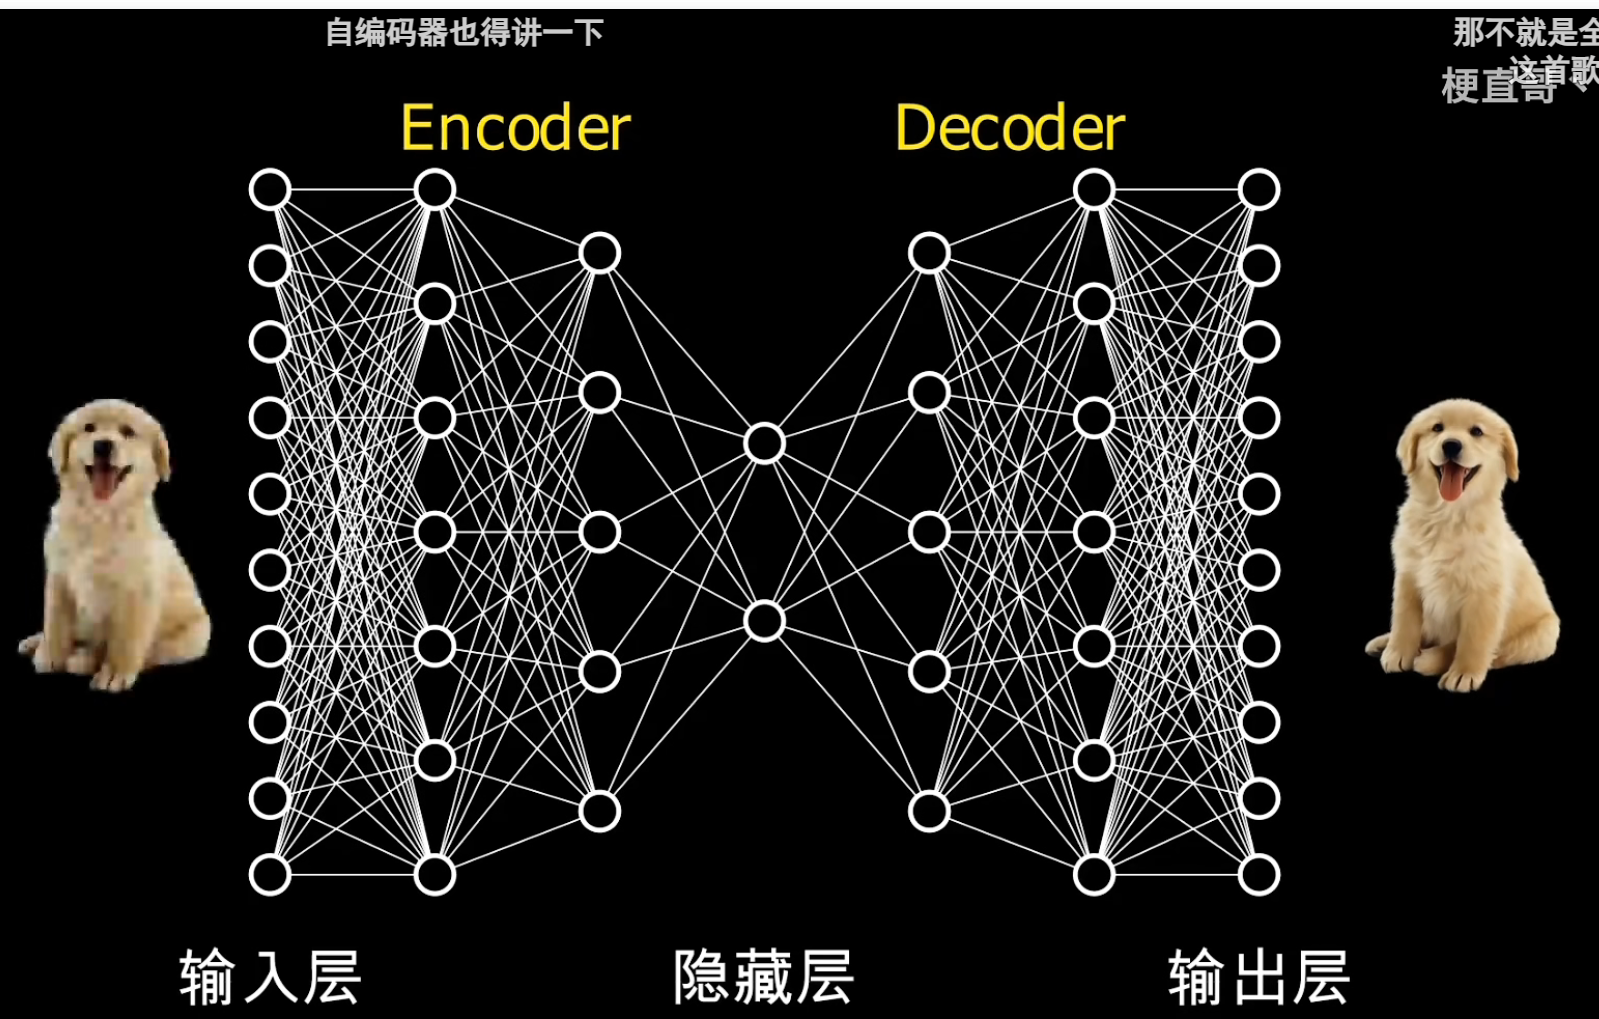 自编码器也得讲一下
那不就是全
这首歌
梗直哥
Encoder
Decoder
输入层
隐藏层
输出层